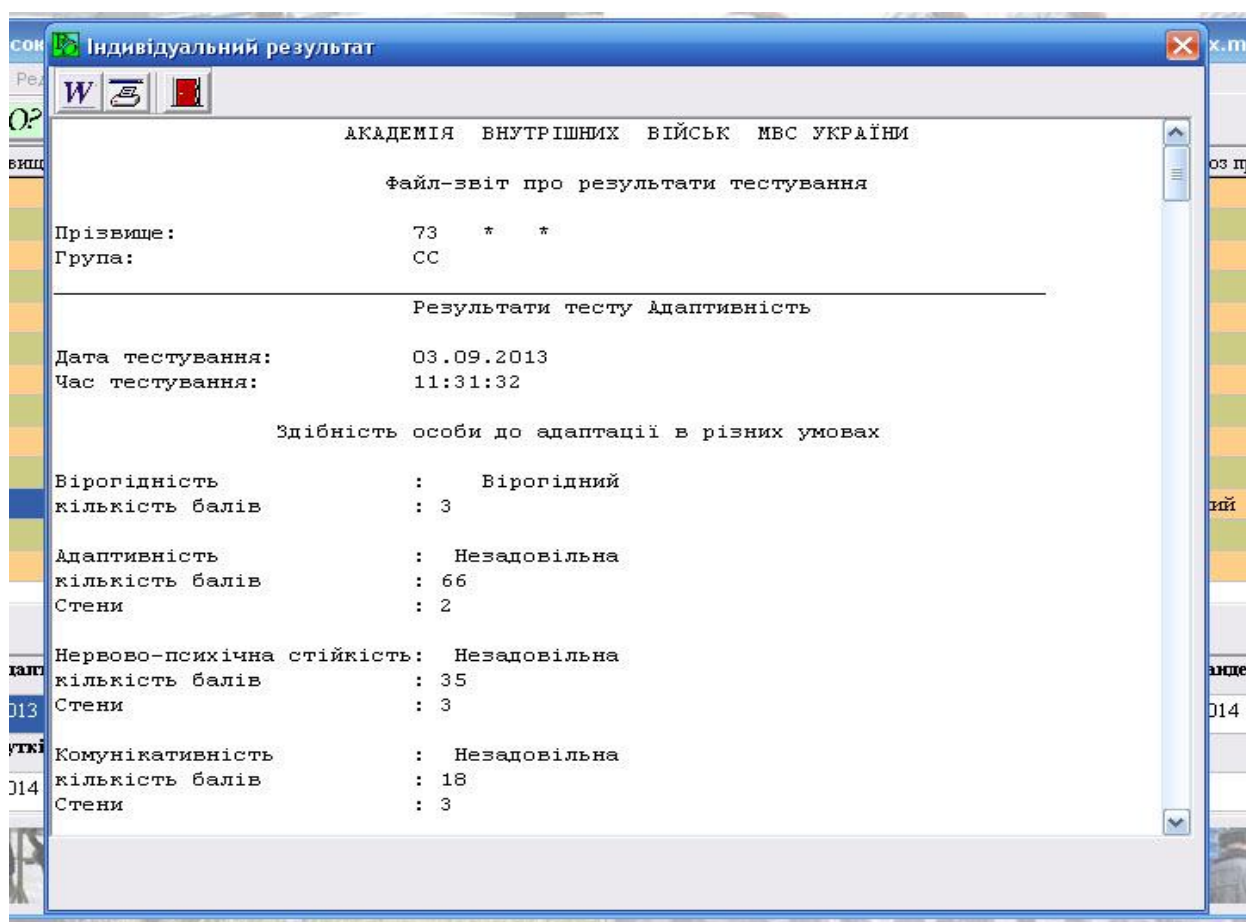 Індивідуальний результат
АКАДЕМІЯ ВНУТРІШНИХ ВІЙСЬК МВС УКРАЇНИ
Файл-звіт про результати тестування
Прізвище: 73 * *
Група: СС
Результати тесту Адаптивність
Дата тестування: 03.09.2013
Час тестування: 11:31:32
Здібність особи до адаптації в різних умовах
Вірогідність : Вірогідний
кількість балів : 3
Адаптивність : Незадовільна
кількість балів : 66
Стени : 2
Нервово-психічна стійкість: Незадовільна
кількість балів : 35
Стени : 3
Комунікативність : Незадовільна
кількість балів : 18
Стени : 3